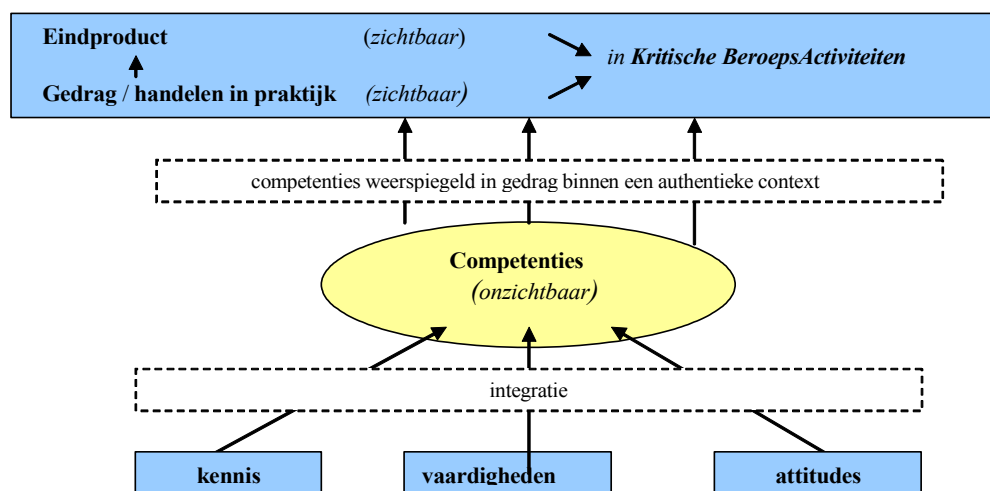 Eindproduct (zichtbaar)
in Kritische BeroepsActiviteiten
Gedrag / handelen in praktijk (zichtbaar)
competenties weerspiegeld in gedrag binnen een authentieke context
Competenties
(onzichtbaar)
integratie
kennis vaardigheden attitudes